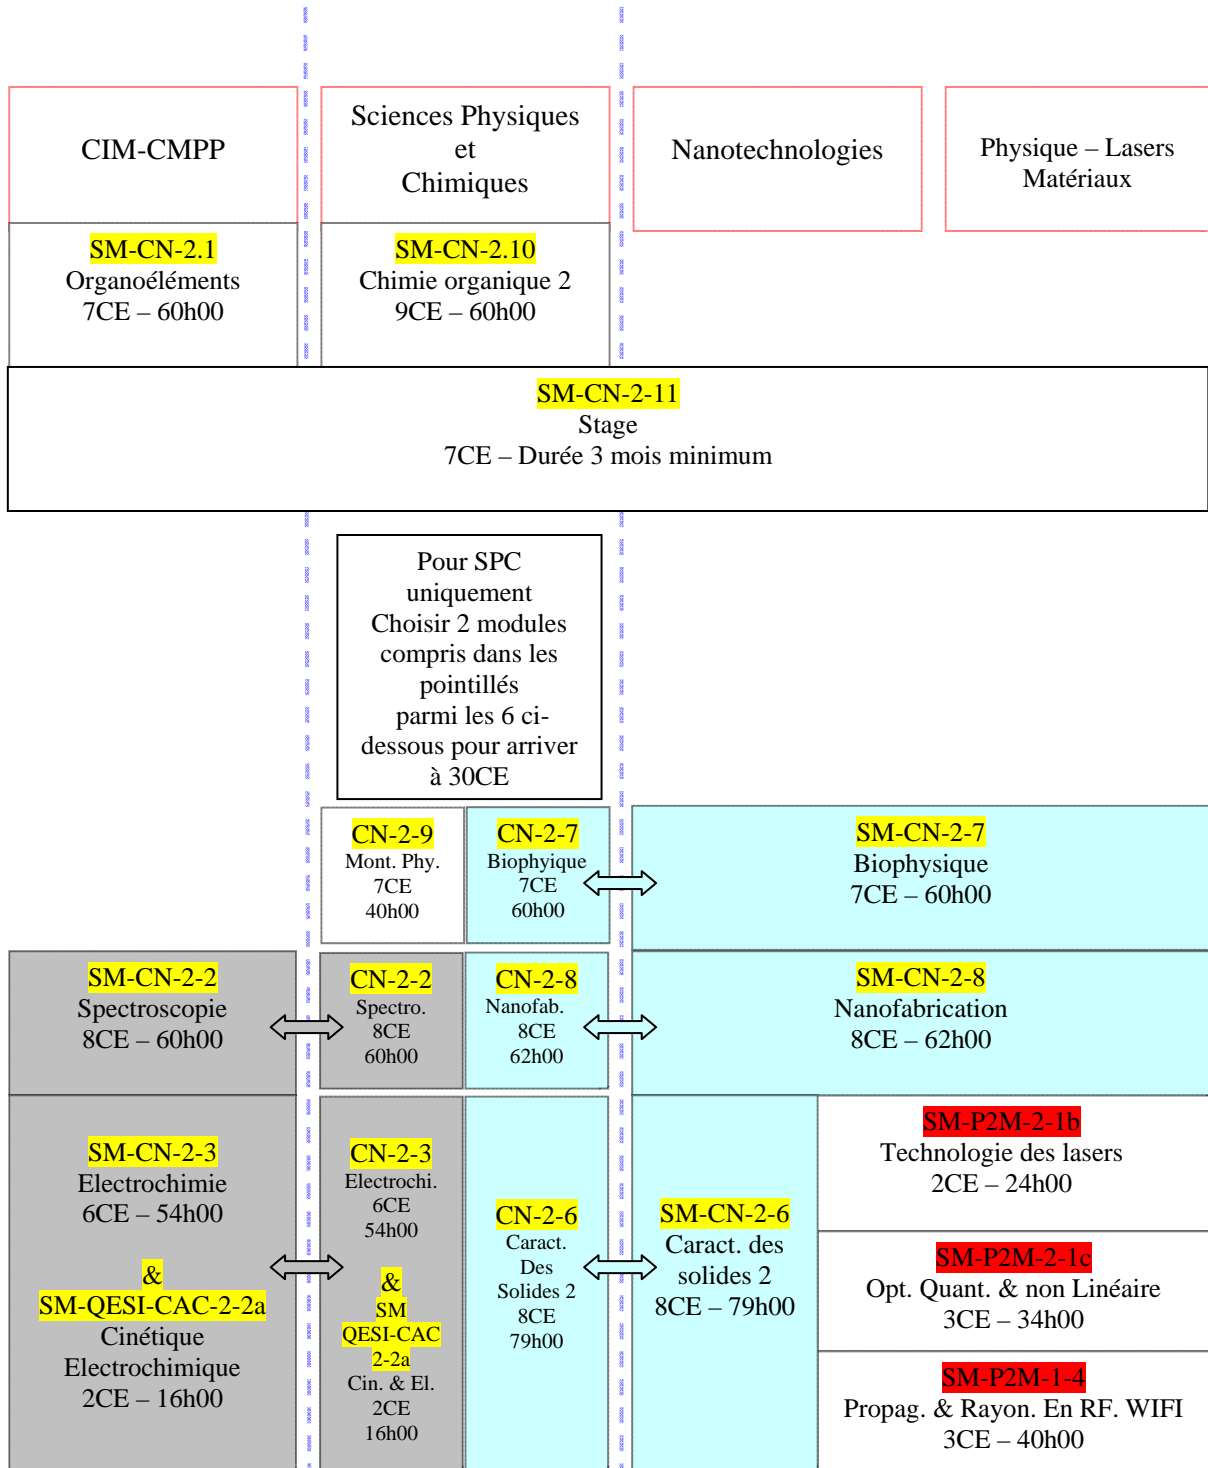 CIM-CMPP
Sciences Physiques
et
Chimiques
Nanotechnologies
Physique – Lasers
Matériaux
SM-CN-2.1
Organoéléments
7CE – 60h00
SM-CN-2.10
Chimie organique 2
9CE – 60h00
SM-CN-2-11
Stage
7CE – Durée 3 mois minimum
Pour SPC
uniquement
Choisir 2 modules
compris dans les
pointillés
parmi les 6 ci-
dessous pour arriver
à 30CE
CN-2-9
Mont. Phy.
7CE
40h00
CN-2-7
Biophyique
7CE
60h00
SM-CN-2-7
Biophysique
7CE – 60h00
SM-CN-2-2
Spectroscopie
8CE – 60h00
CN-2-2
Spectro.
8CE
60h00
CN-2-8
Nanofab.
8CE
62h00
SM-CN-2-8
Nanofabrication
8CE – 62h00
SM-CN-2-3
Electrochimie
6CE – 54h00
&
SM-QESI-CAC-2-2a
Cinétique
Electrochimique
2CE – 16h00
CN-2-3
Electrochi.
6CE
54h00
&
SM
QESI-CAC
2-2a
Cin. & El.
2CE
16h00
CN-2-6
Caract.
Des
Solides 2
8CE
79h00
SM-CN-2-6
Caract. des
solides 2
8CE – 79h00
SM-P2M-2-1b
Technologie des lasers
2CE – 24h00
SM-P2M-2-1c
Opt. Quant. & non Linéaire
3CE – 34h00
SM-P2M-1-4
Propag. & Rayon. En RF. WIFI
3CE – 40h00